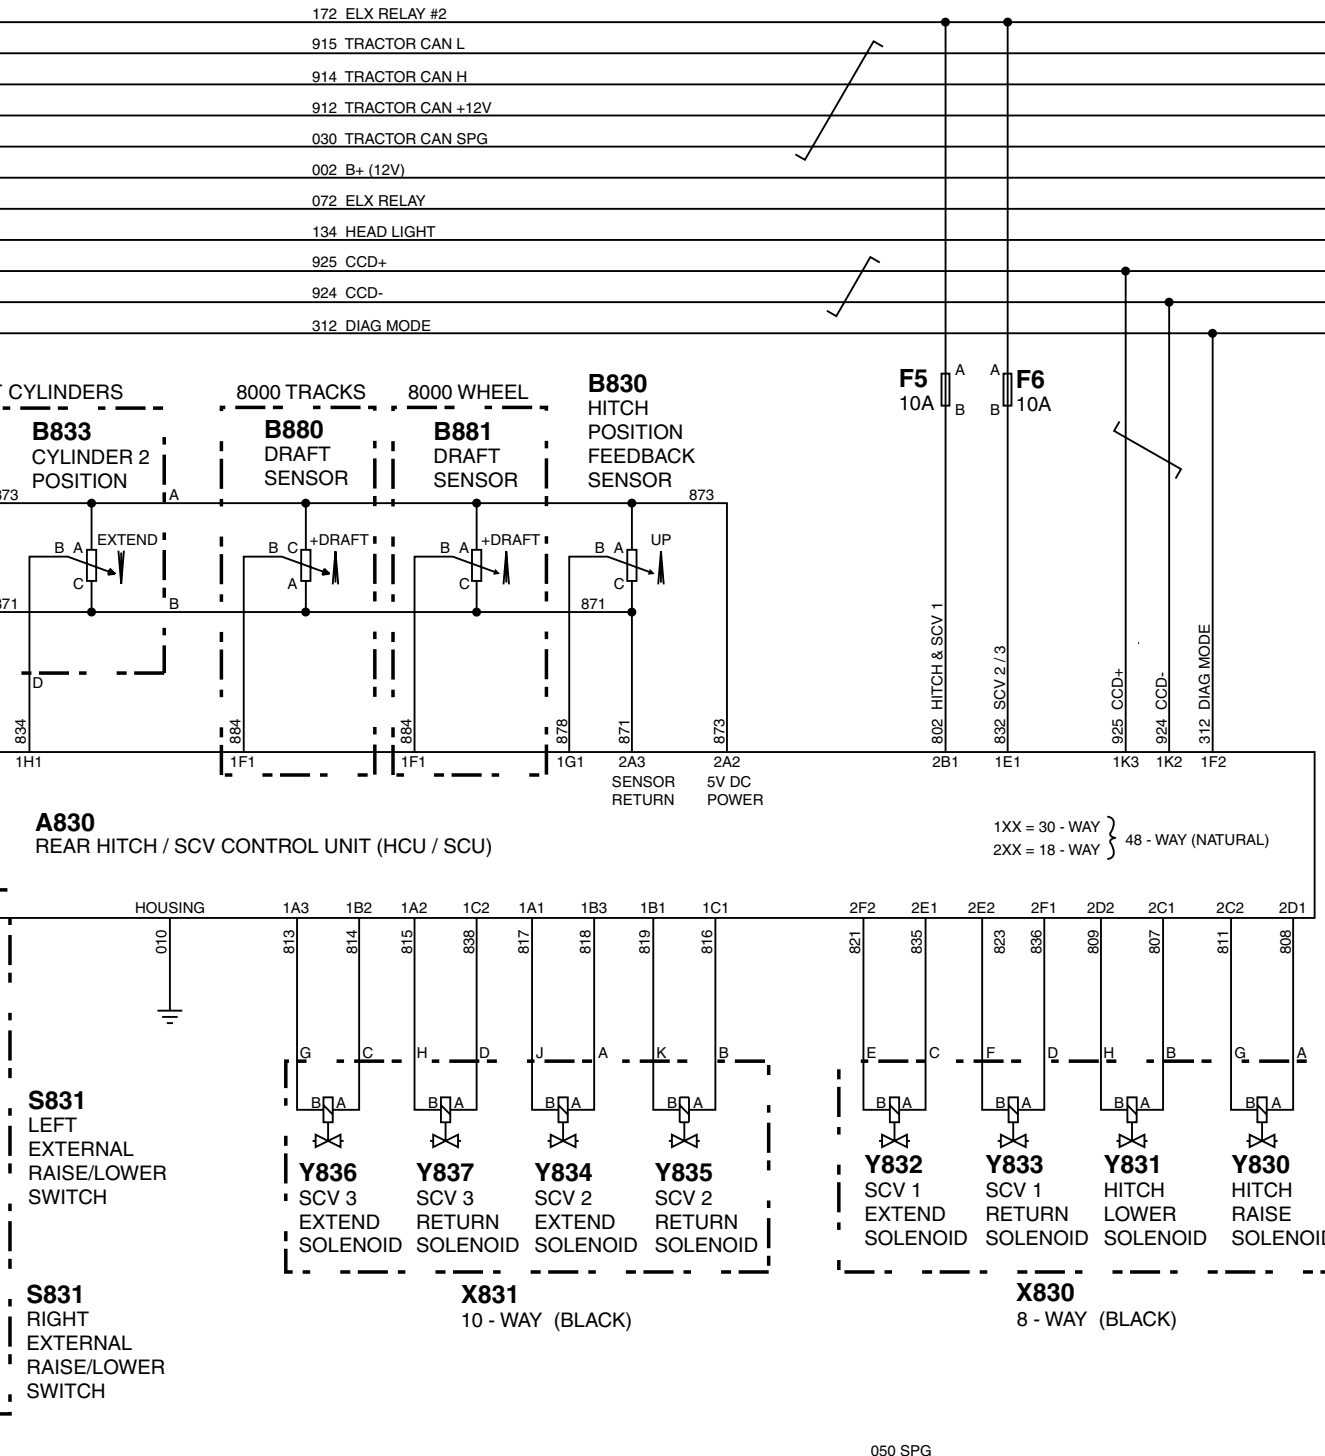 172 ELX RELAY #2
915 TRACTOR CAN L
914 TRACTOR CAN H
912 TRACTOR CAN +12V
030 TRACTOR CAN SPG
002 B+ (12V)
072 ELX RELAY
134 HEAD LIGHT
925 CCD+
924 CCD-
312 DIAG MODE
CYLINDERS
B833
CYLINDER 2
POSITION
8000 TRACKS
B880
DRAFT
SENSOR
8000 WHEEL
B881
DRAFT
SENSOR
B830
HITCH
POSITION
FEEDBACK
SENSOR
F5
10A
A
B
A
B
F6
10A
873
A
873
B A
EXTEND
C
B C
+DRAFT
A
B A
+DRAFT
C
B A
UP
C
871
B
871
D
834
884
884
878
871
873
802 HITCH & SCV 1
832 SCV 2 / 3
925 CCD+
924 CCD-
312 DIAG MODE
1H1
1F1
1F1
1G1
2A3
SENSOR
RETURN
2A2
5V DC
POWER
2B1
1E1
1K3
1K2
1F2
A830
REAR HITCH / SCV CONTROL UNIT (HCU / SCU)
1XX = 30 - WAY
2XX = 18 - WAY
48 - WAY (NATURAL)
HOUSING
1A3
1B2
1A2
1C2
1A1
1B3
1B1
1C1
2F2
2E1
2E2
2F1
2D2
2C1
2C2
2D1
010
813
814
815
838
817
818
819
816
821
835
823
836
809
807
811
808
G
C
H
D
J
A
K
B
E
C
F
D
H
B
G
A
B A
B A
B A
B A
B A
B A
B A
B A
S831
LEFT
EXTERNAL
RAISE/LOWER
SWITCH
Y836
SCV 3
EXTEND
SOLENOID
Y837
SCV 3
RETURN
SOLENOID
Y834
SCV 2
EXTEND
SOLENOID
Y835
SCV 2
RETURN
SOLENOID
Y832
SCV 1
EXTEND
SOLENOID
Y833
SCV 1
RETURN
SOLENOID
Y831
HITCH
LOWER
SOLENOID
Y830
HITCH
RAISE
SOLENOI
S831
RIGHT
EXTERNAL
RAISE/LOWER
SWITCH
X831
10 - WAY (BLACK)
X830
8 - WAY (BLACK)
050 SPG